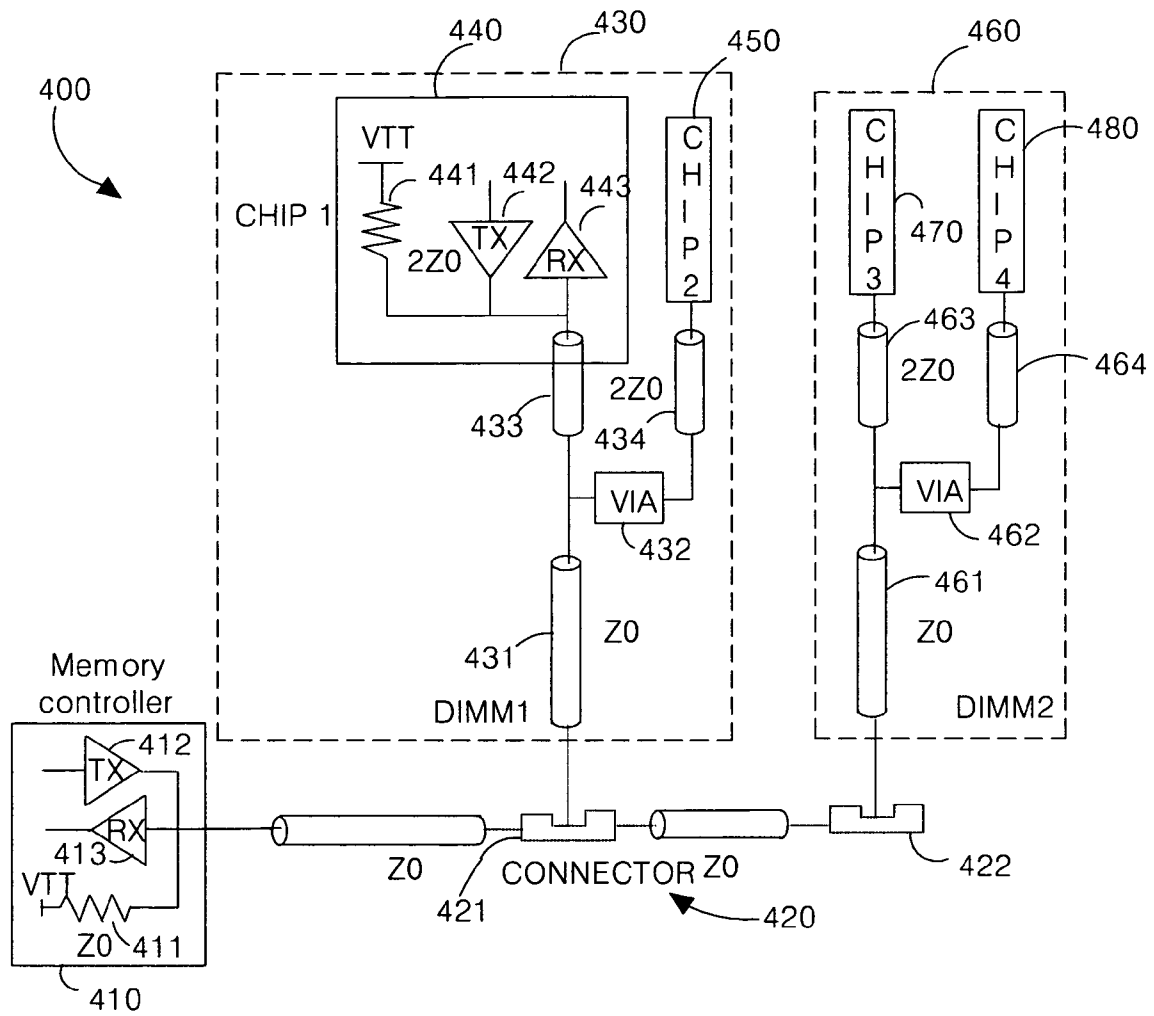 430
440
450
460
400
VTT
441
442
443
C
H
I
P
2
C
H
I
P
3
C
H
I
P
4
480
CHIP 1
2Z0
TX
RX
470
463
464
2Z0
2Z0
433
434
VIA
VIA
432
462
461
Z0
Z0
431
Memory
controller
DIMM1
DIMM2
412
TX
RX
413
VTT
Z0
411
410
Z0
421
CONNECTOR
Z0
422
420